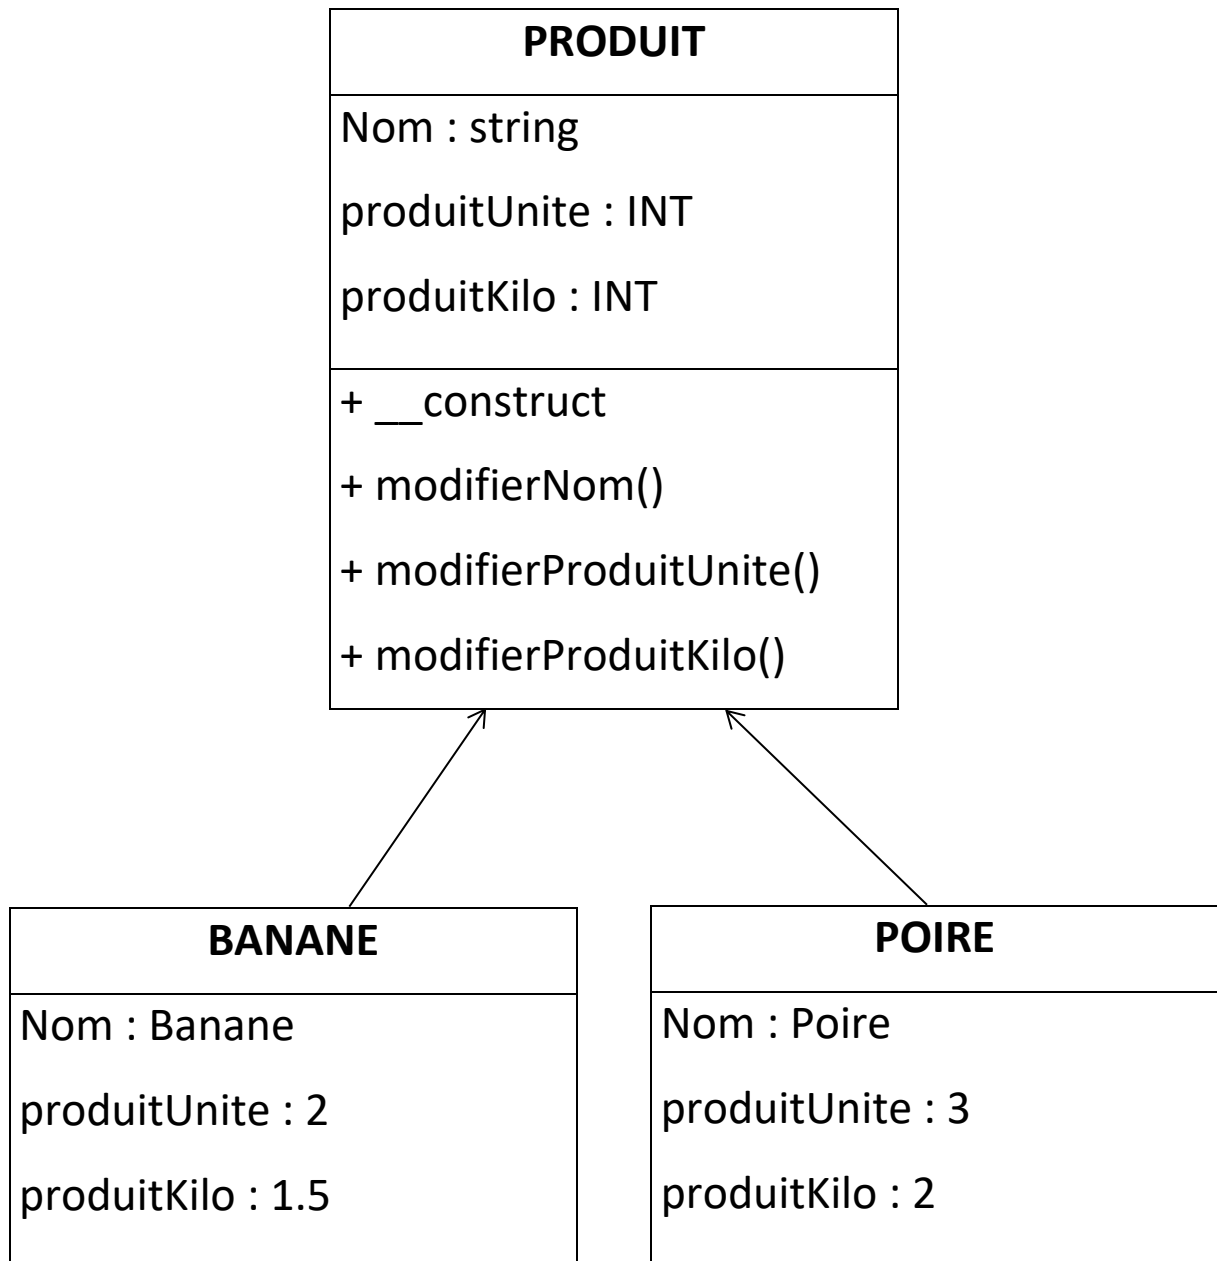 PRODUIT
Nom : string
produitUnite : INT
produitKilo : INT
+ __construct
+ modifierNom()
+ modifierProduitUnite()
+ modifierProduitKilo()
BANANE
Nom : Banane
produitUnite : 2
produitKilo : 1.5
POIRE
Nom : Poire
produitUnite : 3
produitKilo : 2